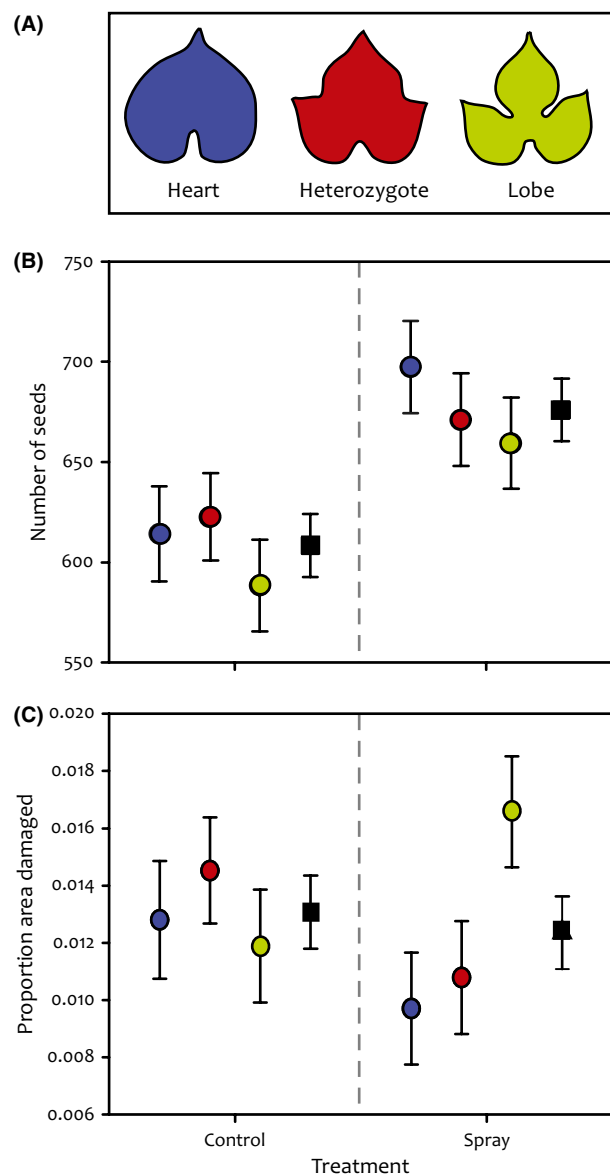 (A)
Heart Heterozygote Lobe
(B)
750
700
650
600
550
Number of seeds
(C)
0.020
0.018
0.016
0.014
0.012
0.010
0.008
0.006
Proportion area damaged
Control Spray
Treatment